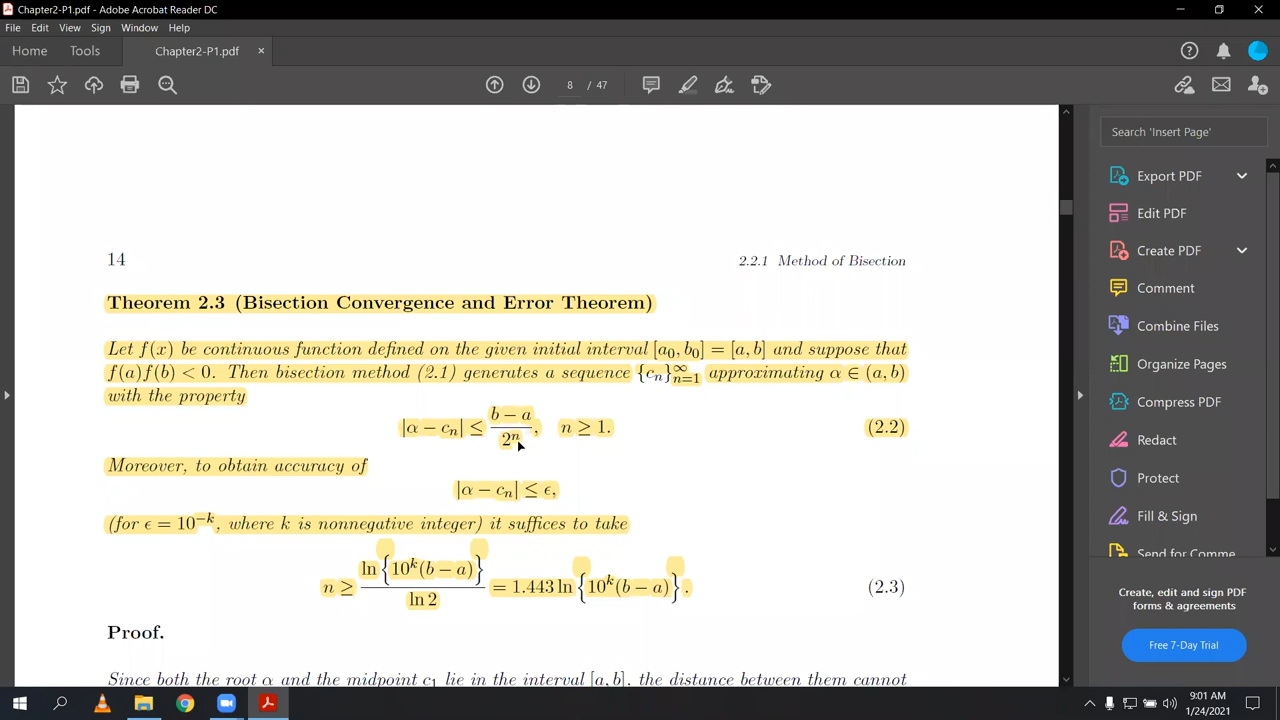 Chapter2-P1.pdf - Adobe Acrobat Reader DC
File Edit View Sign Window Help
Home Tools Chapter2-P1.pdf ×
8 / 47
14 2.2.1 Method of Bisection
Theorem 2.3 (Bisection Convergence and Error Theorem)
Let f(x) be continuous function defined on the given initial interval [a₀, b₀] = [a, b] and suppose that
f(a)f(b) < 0. Then bisection method (2.1) generates a sequence {cₙ}ₙ₌₁^∞ approximating α ∈ (a, b)
with the property
|α − cₙ| ≤ (b − a)/2ⁿ, n ≥ 1. (2.2)
Moreover, to obtain accuracy of
|α − cₙ| ≤ ϵ,
(for ϵ = 10⁻ᵏ, where k is nonnegative integer) it suffices to take
n ≥ ln{10ᵏ(b − a)}/ln 2 = 1.443 ln{10ᵏ(b − a)}. (2.3)
Proof.
Since both the root α and the midpoint c₁ lie in the interval [a, b], the distance between them cannot
Search 'Insert Page'
Export PDF
Edit PDF
Create PDF
Comment
Combine Files
Organize Pages
Compress PDF
Redact
Protect
Fill & Sign
Send for Comme
Create, edit and sign PDF
forms & agreements
Free 7-Day Trial
9:01 AM
1/24/2021